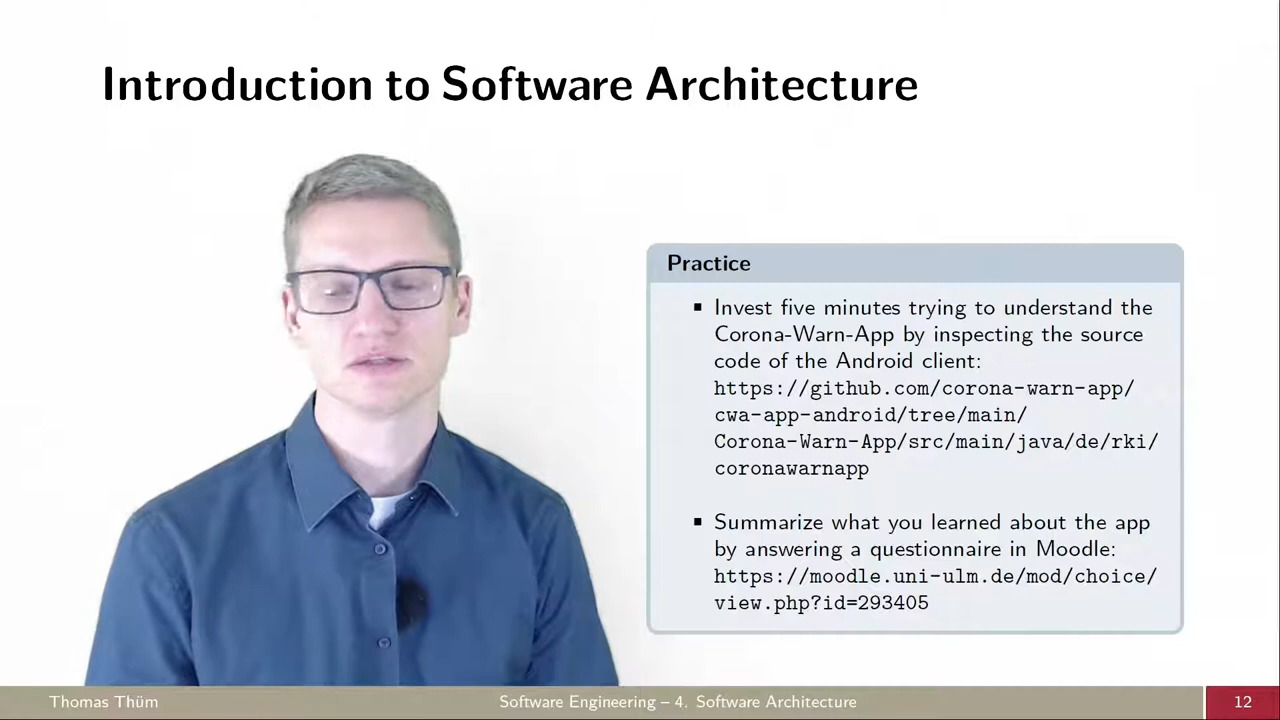 Introduction to Software Architecture
Practice
▪ Invest five minutes trying to understand the
Corona-Warn-App by inspecting the source
code of the Android client:
https://github.com/corona-warn-app/
cwa-app-android/tree/main/
Corona-Warn-App/src/main/java/de/rki/
coronawarnapp
▪ Summarize what you learned about the app
by answering a questionnaire in Moodle:
https://moodle.uni-ulm.de/mod/choice/
view.php?id=293405
Thomas Thüm
Software Engineering – 4. Software Architecture
12